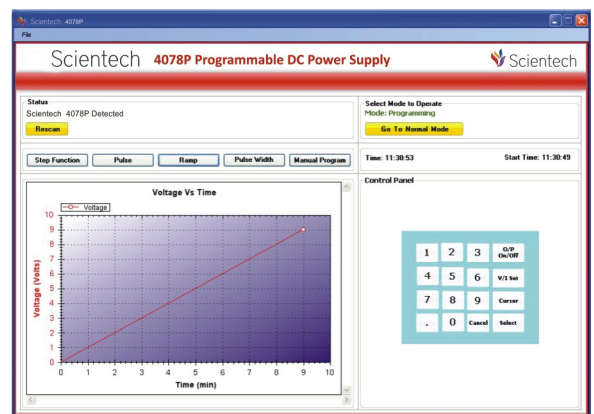 Scientech 4078P
File
Scientech 4078P Programmable DC Power Supply
Scientech
Status
Scientech 4078P Detected
Rescan
Select Mode to Operate
Mode: Programming
Go To Normal Mode
Step Function Pulse Ramp Pulse Width Manual Program
Time: 11:30:53 Start Time: 11:30:49
Voltage Vs Time
Voltage
Voltage (Volts)
10
9
8
7
6
5
4
3
2
1
0
0 1 2 3 4 5 6 7 8 9 10
Time (min)
Control Panel
1 2 3 O/P On/Off
4 5 6 V/I Set
7 8 9 Cursor
. 0 Cancel Select